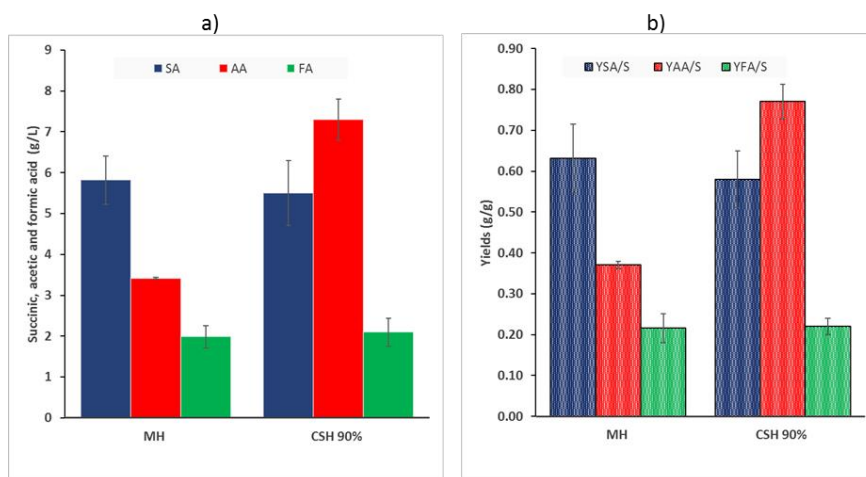 a)
Succinic, acetic and formic acid (g/L)
9
8
7
6
5
4
3
2
1
0
SA AA FA
MH CSH 90%
b)
Yields (g/g)
0.90
0.80
0.70
0.60
0.50
0.40
0.30
0.20
0.10
0.00
YSA/S YAA/S YFA/S
MH CSH 90%